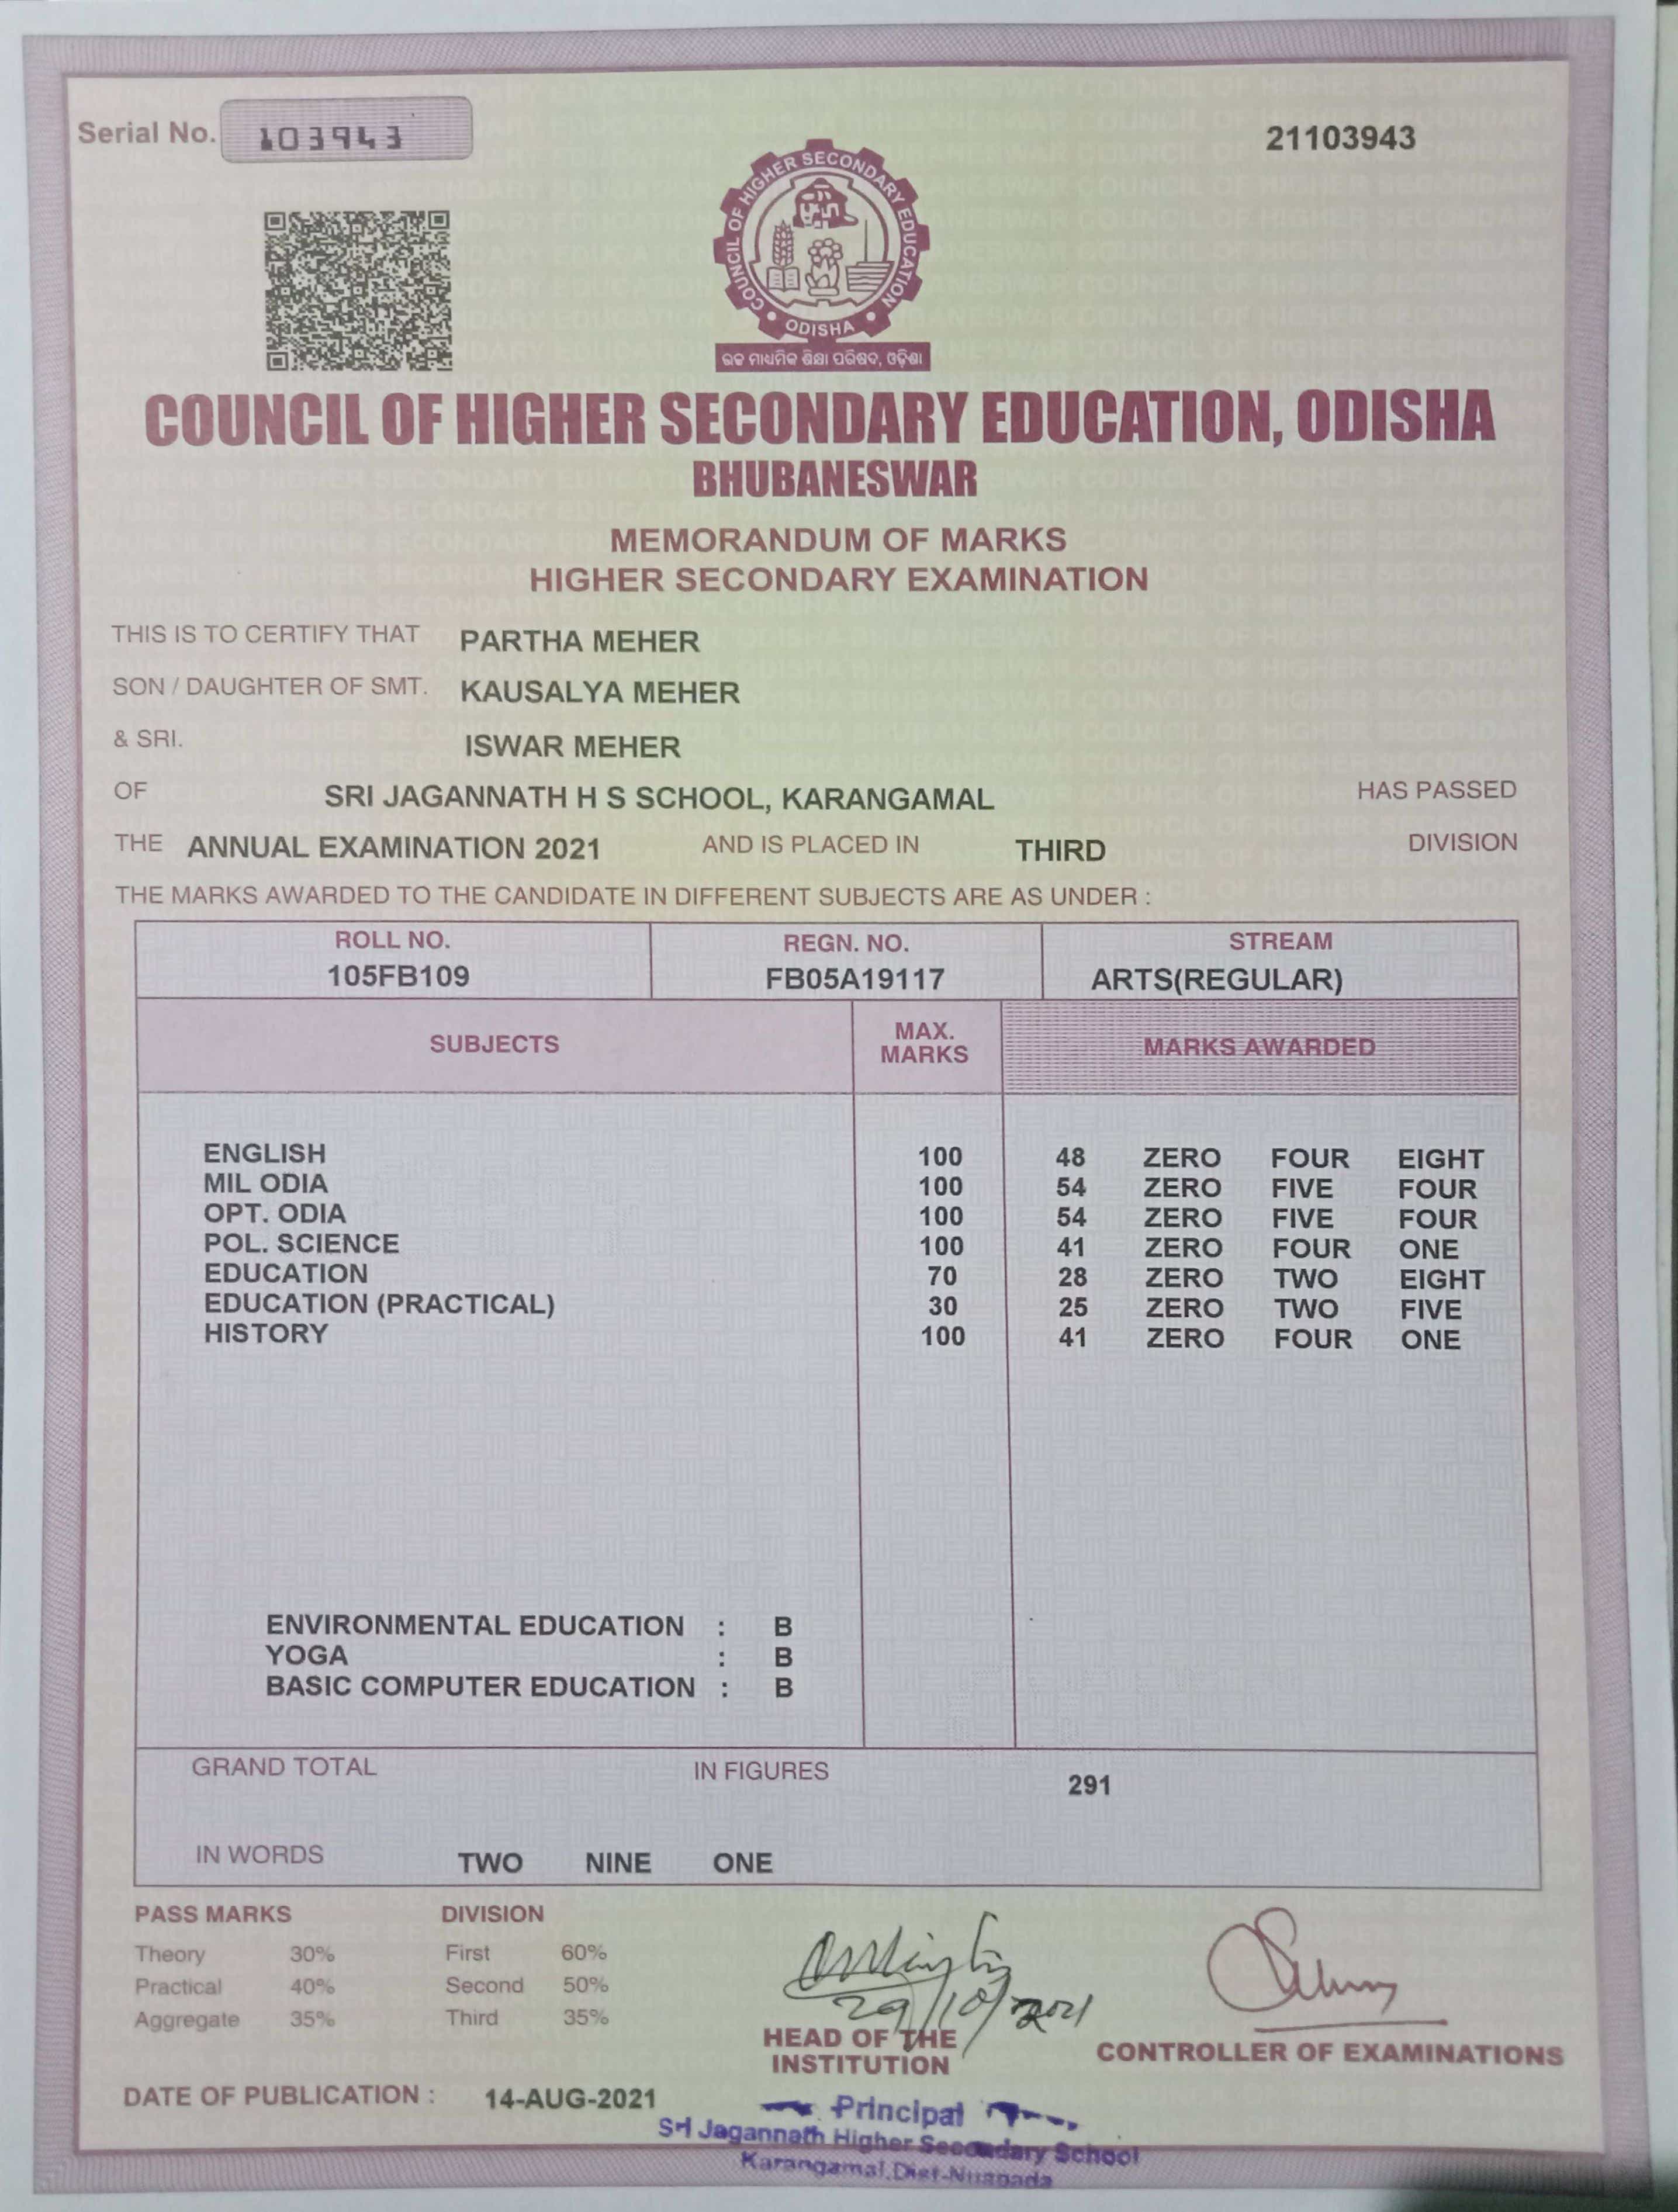 Serial No. 103943
21103943
COUNCIL OF HIGHER SECONDARY EDUCATION
ODISHA
ଉଚ୍ଚ ମାଧ୍ୟମିକ ଶିକ୍ଷା ପରିଷଦ, ଓଡ଼ିଶା
COUNCIL OF HIGHER SECONDARY EDUCATION, ODISHA
BHUBANESWAR
MEMORANDUM OF MARKS
HIGHER SECONDARY EXAMINATION
THIS IS TO CERTIFY THAT PARTHA MEHER
SON / DAUGHTER OF SMT. KAUSALYA MEHER
& SRI. ISWAR MEHER
OF SRI JAGANNATH H S SCHOOL, KARANGAMAL HAS PASSED
THE ANNUAL EXAMINATION 2021 AND IS PLACED IN THIRD DIVISION
THE MARKS AWARDED TO THE CANDIDATE IN DIFFERENT SUBJECTS ARE AS UNDER :
ROLL NO. REGN. NO. STREAM
105FB109 FB05A19117 ARTS(REGULAR)
SUBJECTS MAX. MARKS MARKS AWARDED
ENGLISH 100 48 ZERO FOUR EIGHT
MIL ODIA 100 54 ZERO FIVE FOUR
OPT. ODIA 100 54 ZERO FIVE FOUR
POL. SCIENCE 100 41 ZERO FOUR ONE
EDUCATION 70 28 ZERO TWO EIGHT
EDUCATION (PRACTICAL) 30 25 ZERO TWO FIVE
HISTORY 100 41 ZERO FOUR ONE
ENVIRONMENTAL EDUCATION : B
YOGA : B
BASIC COMPUTER EDUCATION : B
GRAND TOTAL IN FIGURES 291
IN WORDS TWO NINE ONE
PASS MARKS DIVISION
Theory 30% First 60%
Practical 40% Second 50%
Aggregate 35% Third 35%
29/10/2021
HEAD OF THE
INSTITUTION
CONTROLLER OF EXAMINATIONS
DATE OF PUBLICATION : 14-AUG-2021
Principal
Sri Jagannath Higher Secondary School
Karangamal, Dist-Nuapada